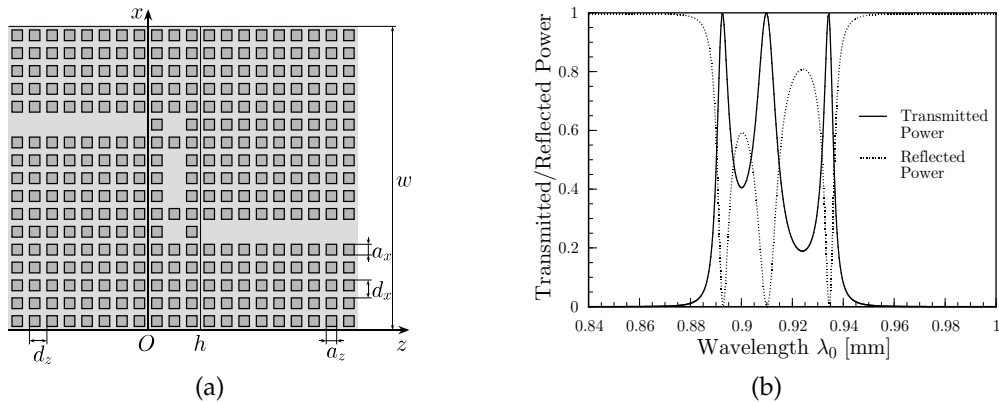 x
w
a_x
d_x
d_z
O
h
a_z
z
(a)
Transmitted/Reflected Power
1
0.8
0.6
0.4
0.2
0
Transmitted
Power
Reflected
Power
0.84 0.86 0.88 0.9 0.92 0.94 0.96 0.98 1
Wavelength λ₀ [mm]
(b)